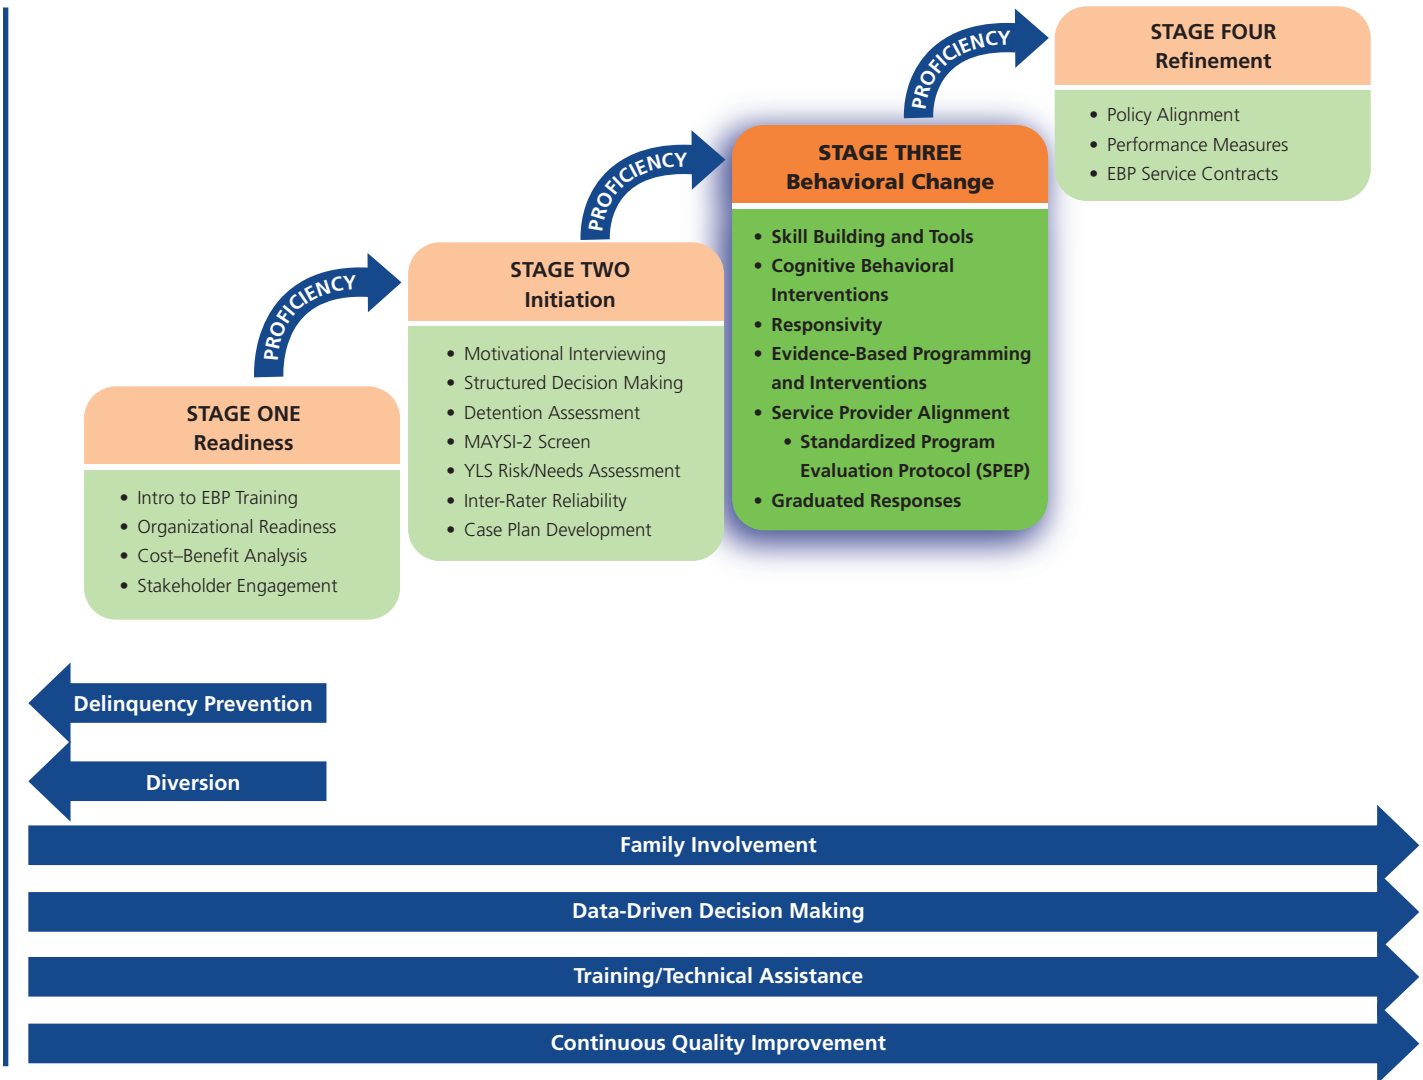 STAGE ONE
Readiness
• Intro to EBP Training
• Organizational Readiness
• Cost–Benefit Analysis
• Stakeholder Engagement
PROFICIENCY
STAGE TWO
Initiation
• Motivational Interviewing
• Structured Decision Making
• Detention Assessment
• MAYSI-2 Screen
• YLS Risk/Needs Assessment
• Inter-Rater Reliability
• Case Plan Development
PROFICIENCY
STAGE THREE
Behavioral Change
• Skill Building and Tools
• Cognitive Behavioral
Interventions
• Responsivity
• Evidence-Based Programming
and Interventions
• Service Provider Alignment
• Standardized Program
Evaluation Protocol (SPEP)
• Graduated Responses
PROFICIENCY
STAGE FOUR
Refinement
• Policy Alignment
• Performance Measures
• EBP Service Contracts
Delinquency Prevention
Diversion
Family Involvement
Data-Driven Decision Making
Training/Technical Assistance
Continuous Quality Improvement